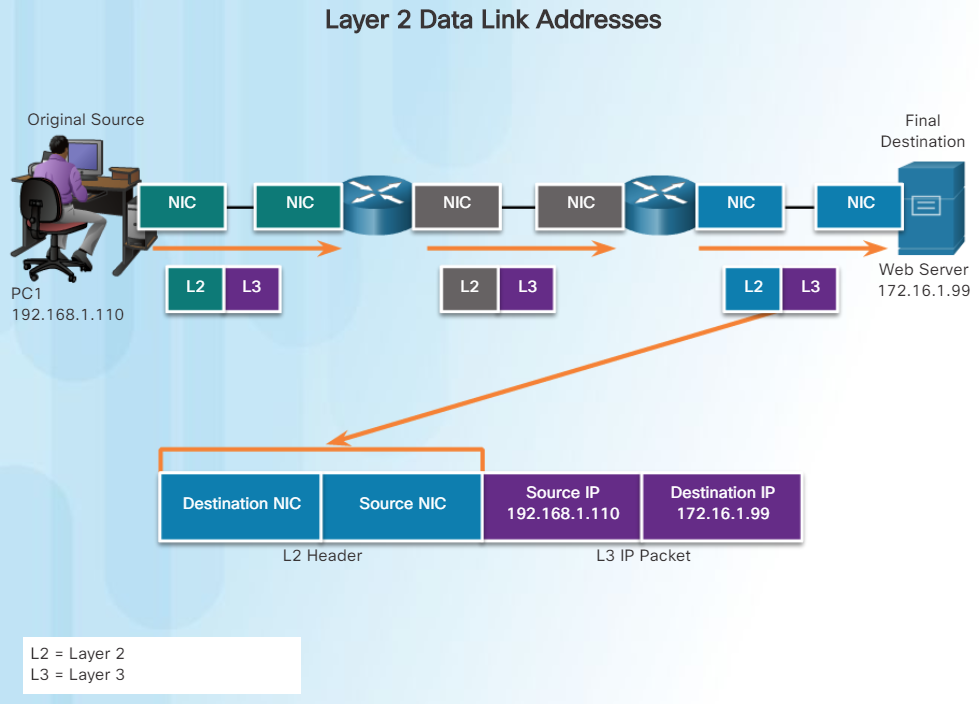 Layer 2 Data Link Addresses
Original Source
Final
Destination
NIC
NIC
NIC
NIC
NIC
NIC
L2
L3
L2
L3
L2
L3
PC1
192.168.1.110
Web Server
172.16.1.99
Destination NIC
Source NIC
Source IP
192.168.1.110
Destination IP
172.16.1.99
L2 Header
L3 IP Packet
L2 = Layer 2
L3 = Layer 3